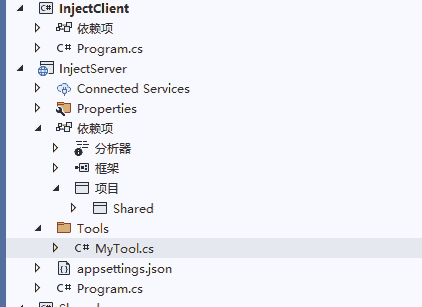 C# InjectClient
依赖项
C# Program.cs
InjectServer
Connected Services
Properties
依赖项
分析器
框架
项目
Shared
Tools
C# MyTool.cs
appsettings.json
C# Program.cs